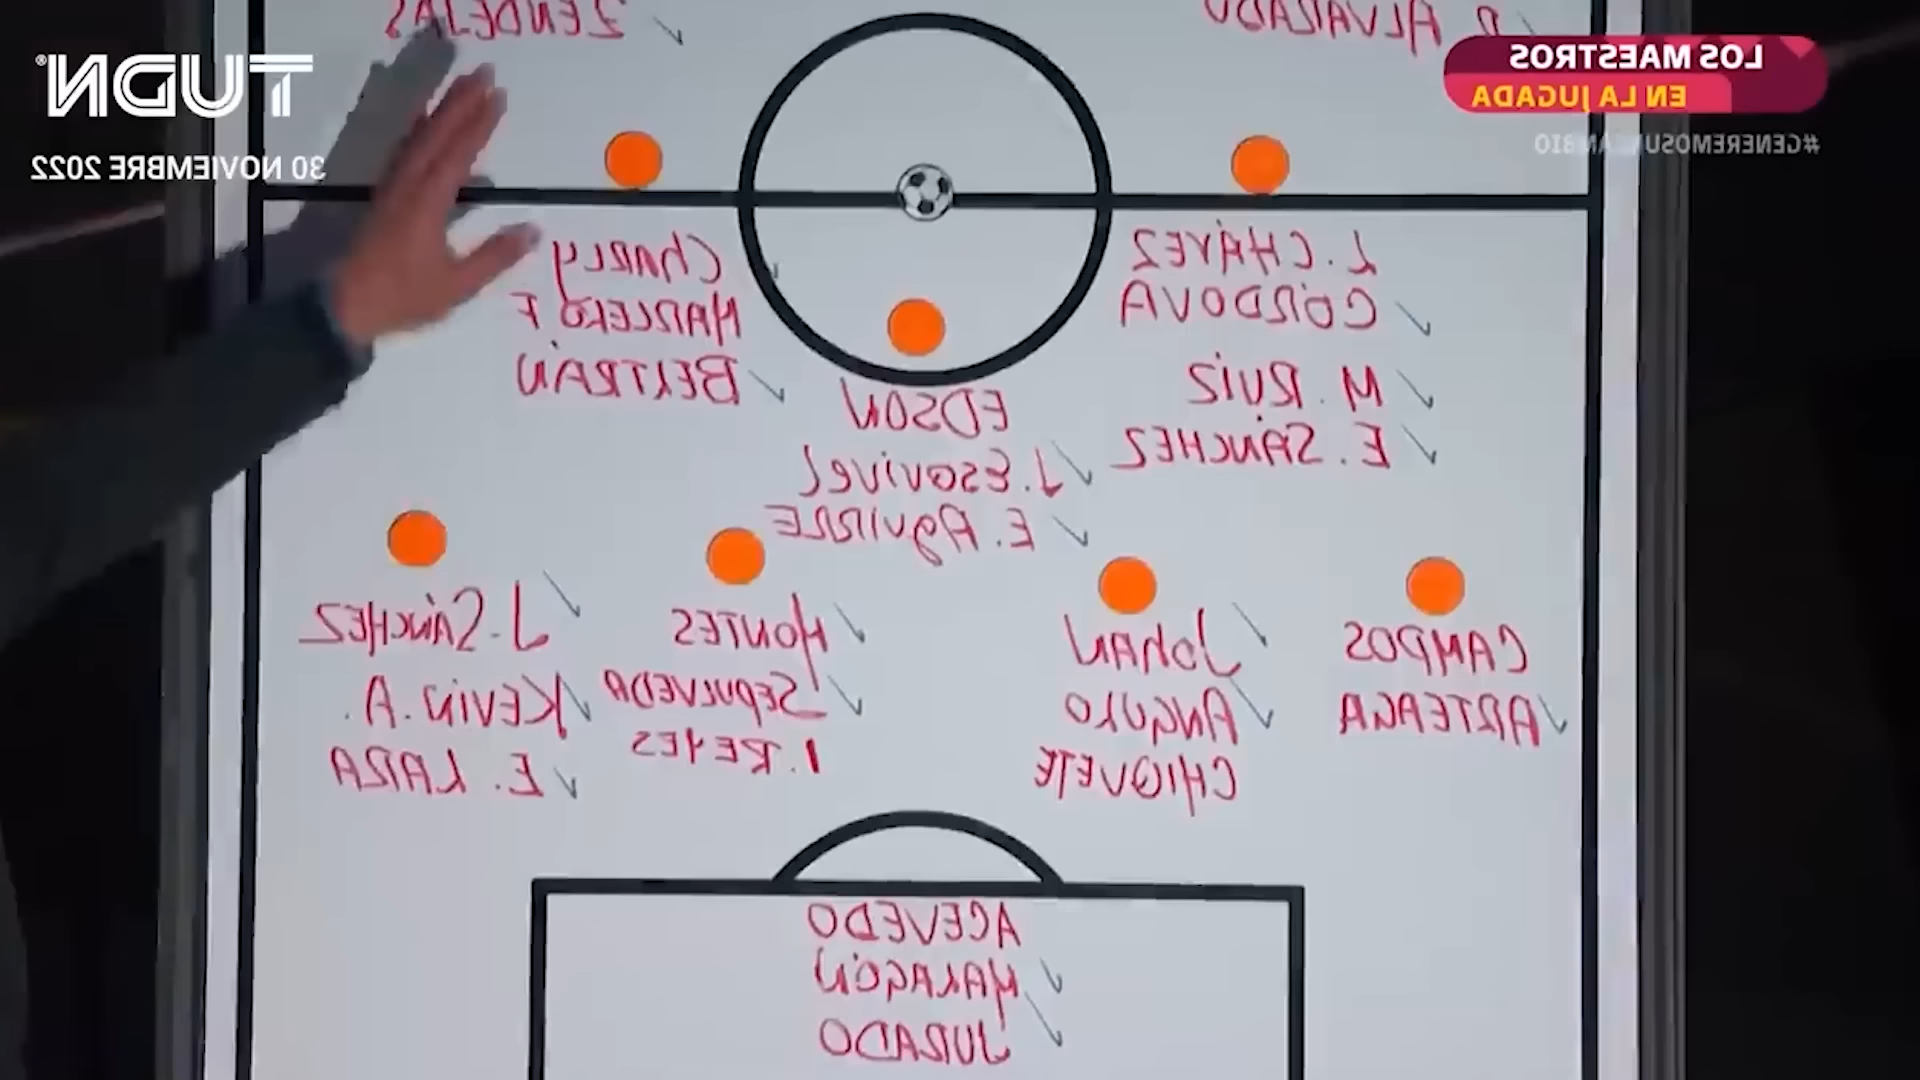 R. ALVARADO
ZENDEJAS
LOS MAESTROS
EN LA JUGADA
#GENEREMOSUNCAMBIO
TUDN®
30 NOVIEMBRE 2022
L. CHÁVEZ
CÓRDOVA
M. RUIZ
E. SÁNCHEZ
CHARLY
MARCELO F
BELTRÁN
EDSON
J. ESQUIVEL
E. AGUIRRE
CAMPOS
ARTEAGA
JOHAN
ANGULO
CHIQUETE
MONTES
SEPULVEDA
I. REYES
J. SÁNCHEZ
KEVIN. A.
E. LARA
ACEVEDO
MALAGÓN
JURADO